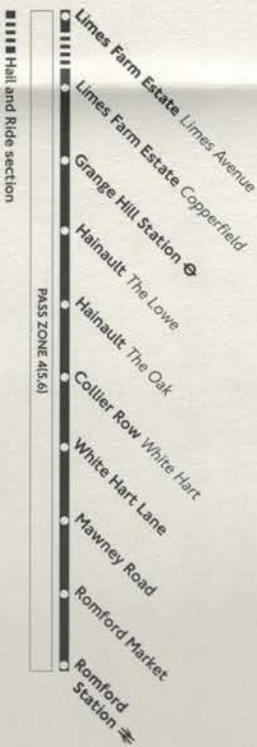 Limes Farm Estate Limes Avenue
Limes Farm Estate Copperfield
Grange Hill Station
Hainault The Lowe
Hainault The Oak
Collier Row White Hart
White Hart Lane
Mawney Road
Romford Market
Romford
Station
PASS ZONE 4(5,6)
Hail and Ride section